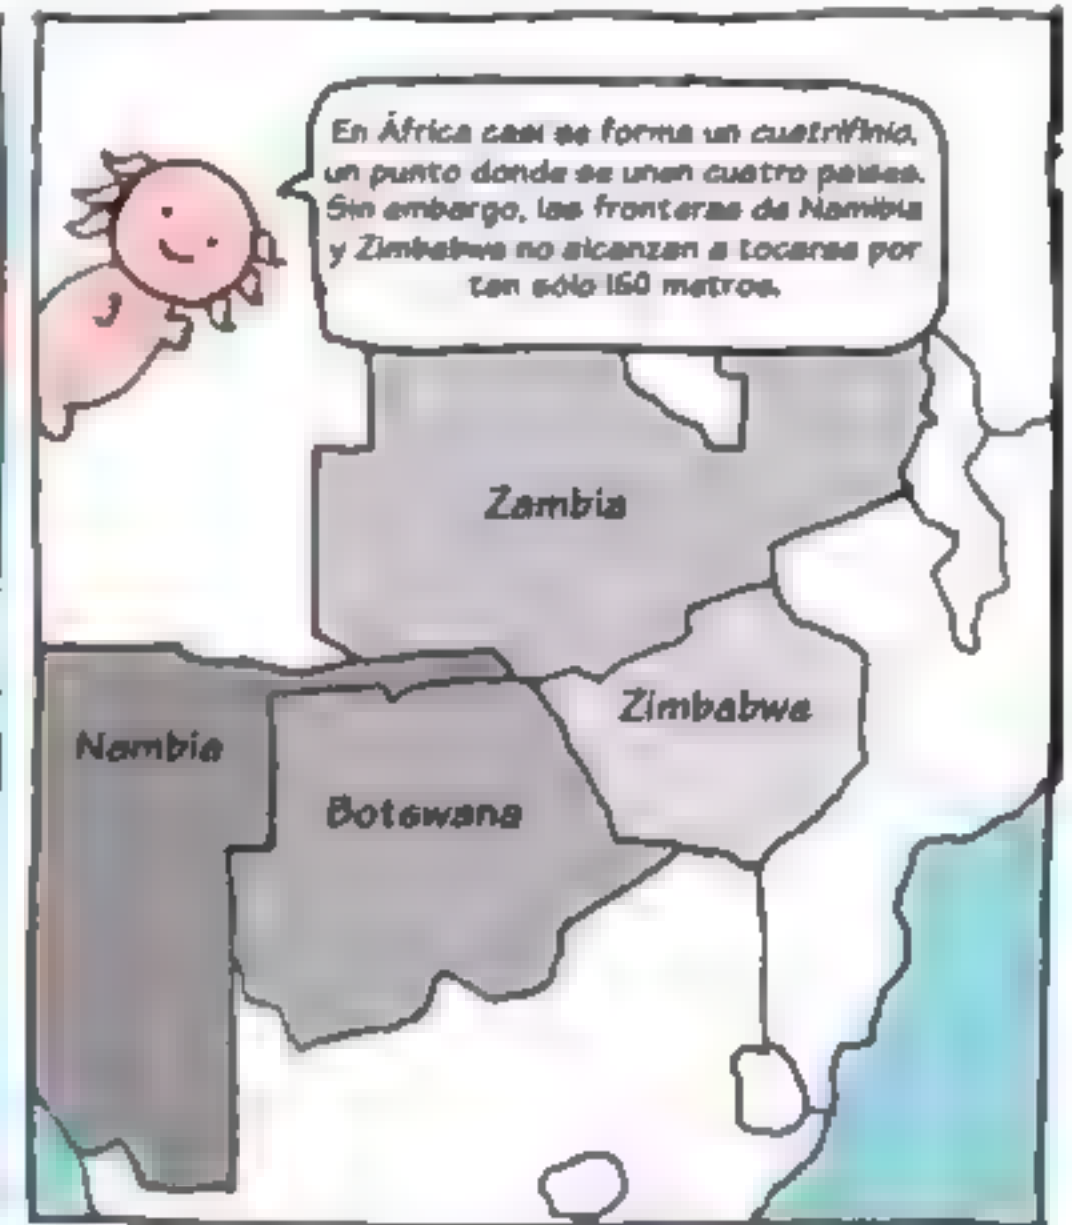 En África casi se forma un cuatrifinio,
un punto donde se unen cuatro países.
Sin embargo, las fronteras de Namibia
y Zimbabwe no alcanzan a tocarse por
tan sólo 160 metros.
Zambia
Zimbabwe
Nambia
Botswana